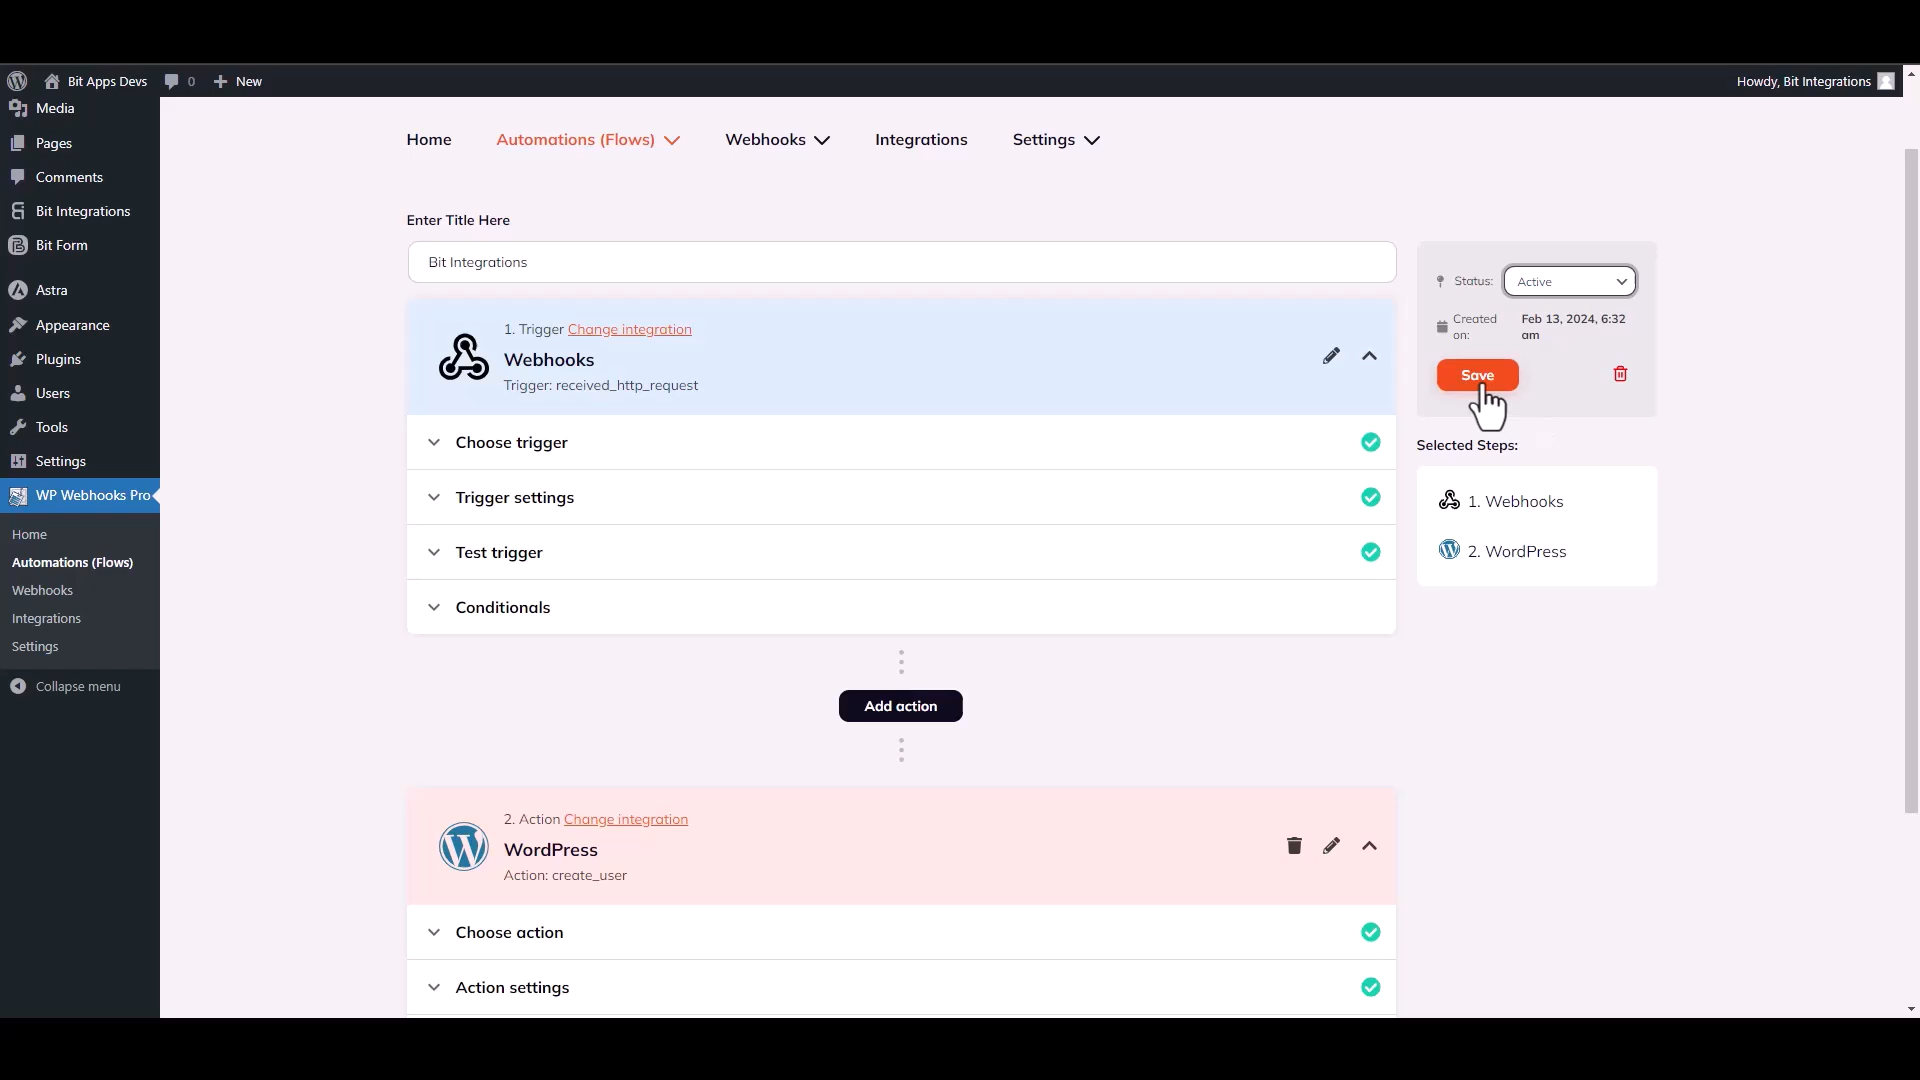 Bit Apps Devs
0
New
Howdy, Bit Integrations
Media
Pages
Comments
Bit Integrations
Bit Form
Astra
Appearance
Plugins
Users
Tools
Settings
WP Webhooks Pro
Home
Automations (Flows)
Webhooks
Integrations
Settings
Collapse menu
Home
Automations (Flows)
Webhooks
Integrations
Settings
Enter Title Here
Bit Integrations
1. Trigger Change integration
Webhooks
Trigger: received_http_request
Choose trigger
Trigger settings
Test trigger
Conditionals
Add action
2. Action Change integration
WordPress
Action: create_user
Choose action
Action settings
Status:
Active
Created on:
Feb 13, 2024, 6:32 am
Save
Selected Steps:
1. Webhooks
2. WordPress